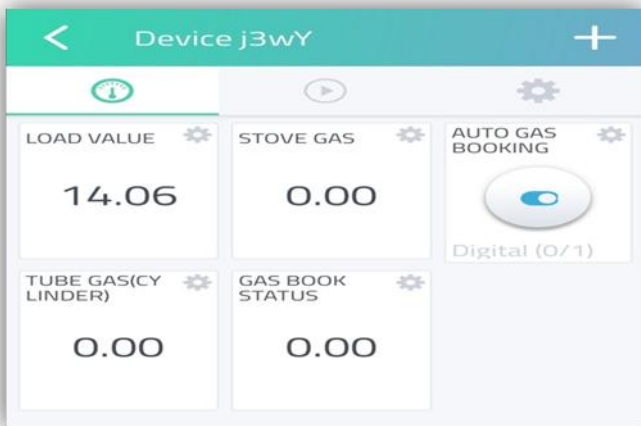 Device j3wY
LOAD VALUE
14.06
STOVE GAS
0.00
AUTO GAS
BOOKING
Digital (0/1)
TUBE GAS(CY
LINDER)
0.00
GAS BOOK
STATUS
0.00